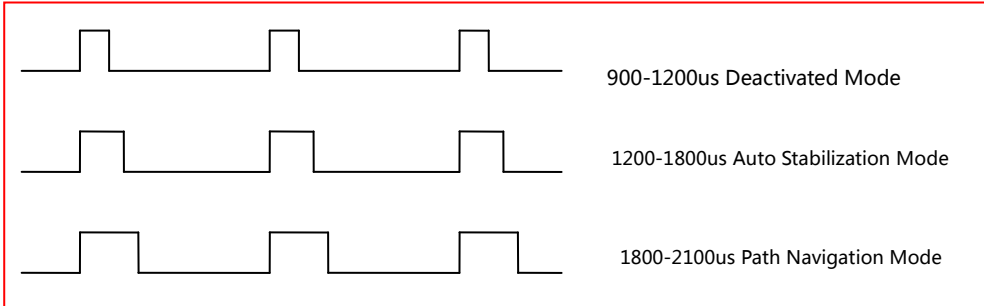 900-1200us Deactivated Mode
1200-1800us Auto Stabilization Mode
1800-2100us Path Navigation Mode